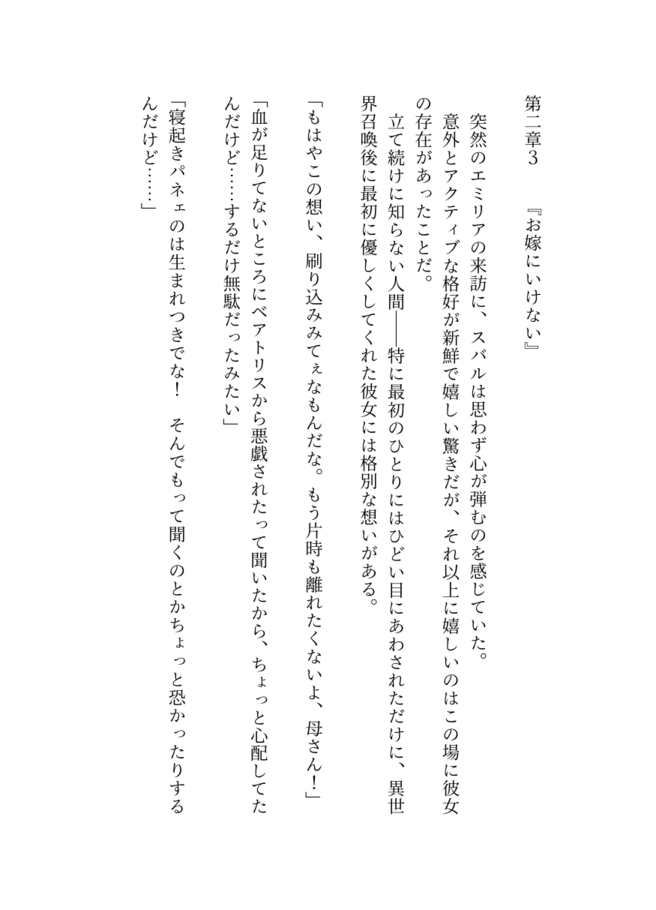 第二章３　　『お嫁にいけない』
　突然のエミリアの来訪に、スバルは思わず心が弾むのを感じていた。
　意外とアクティブな格好が新鮮で嬉しい驚きだが、それ以上に嬉しいのはこの場に彼女
の存在があったことだ。
　立て続けに知らない人間――特に最初のひとりにはひどい目にあわされただけに、異世
界召喚後に最初に優しくしてくれた彼女には格別な想いがある。
「もはやこの想い、刷り込みみてぇなもんだな。もう片時も離れたくないよ、母さん！」
「血が足りてないところにベアトリスから悪戯されたって聞いたから、ちょっと心配してた
んだけど……するだけ無駄だったみたい」
「寝起きパネェのは生まれつきでな！　そんでもって聞くのとかちょっと恐かったりする
んだけど……」